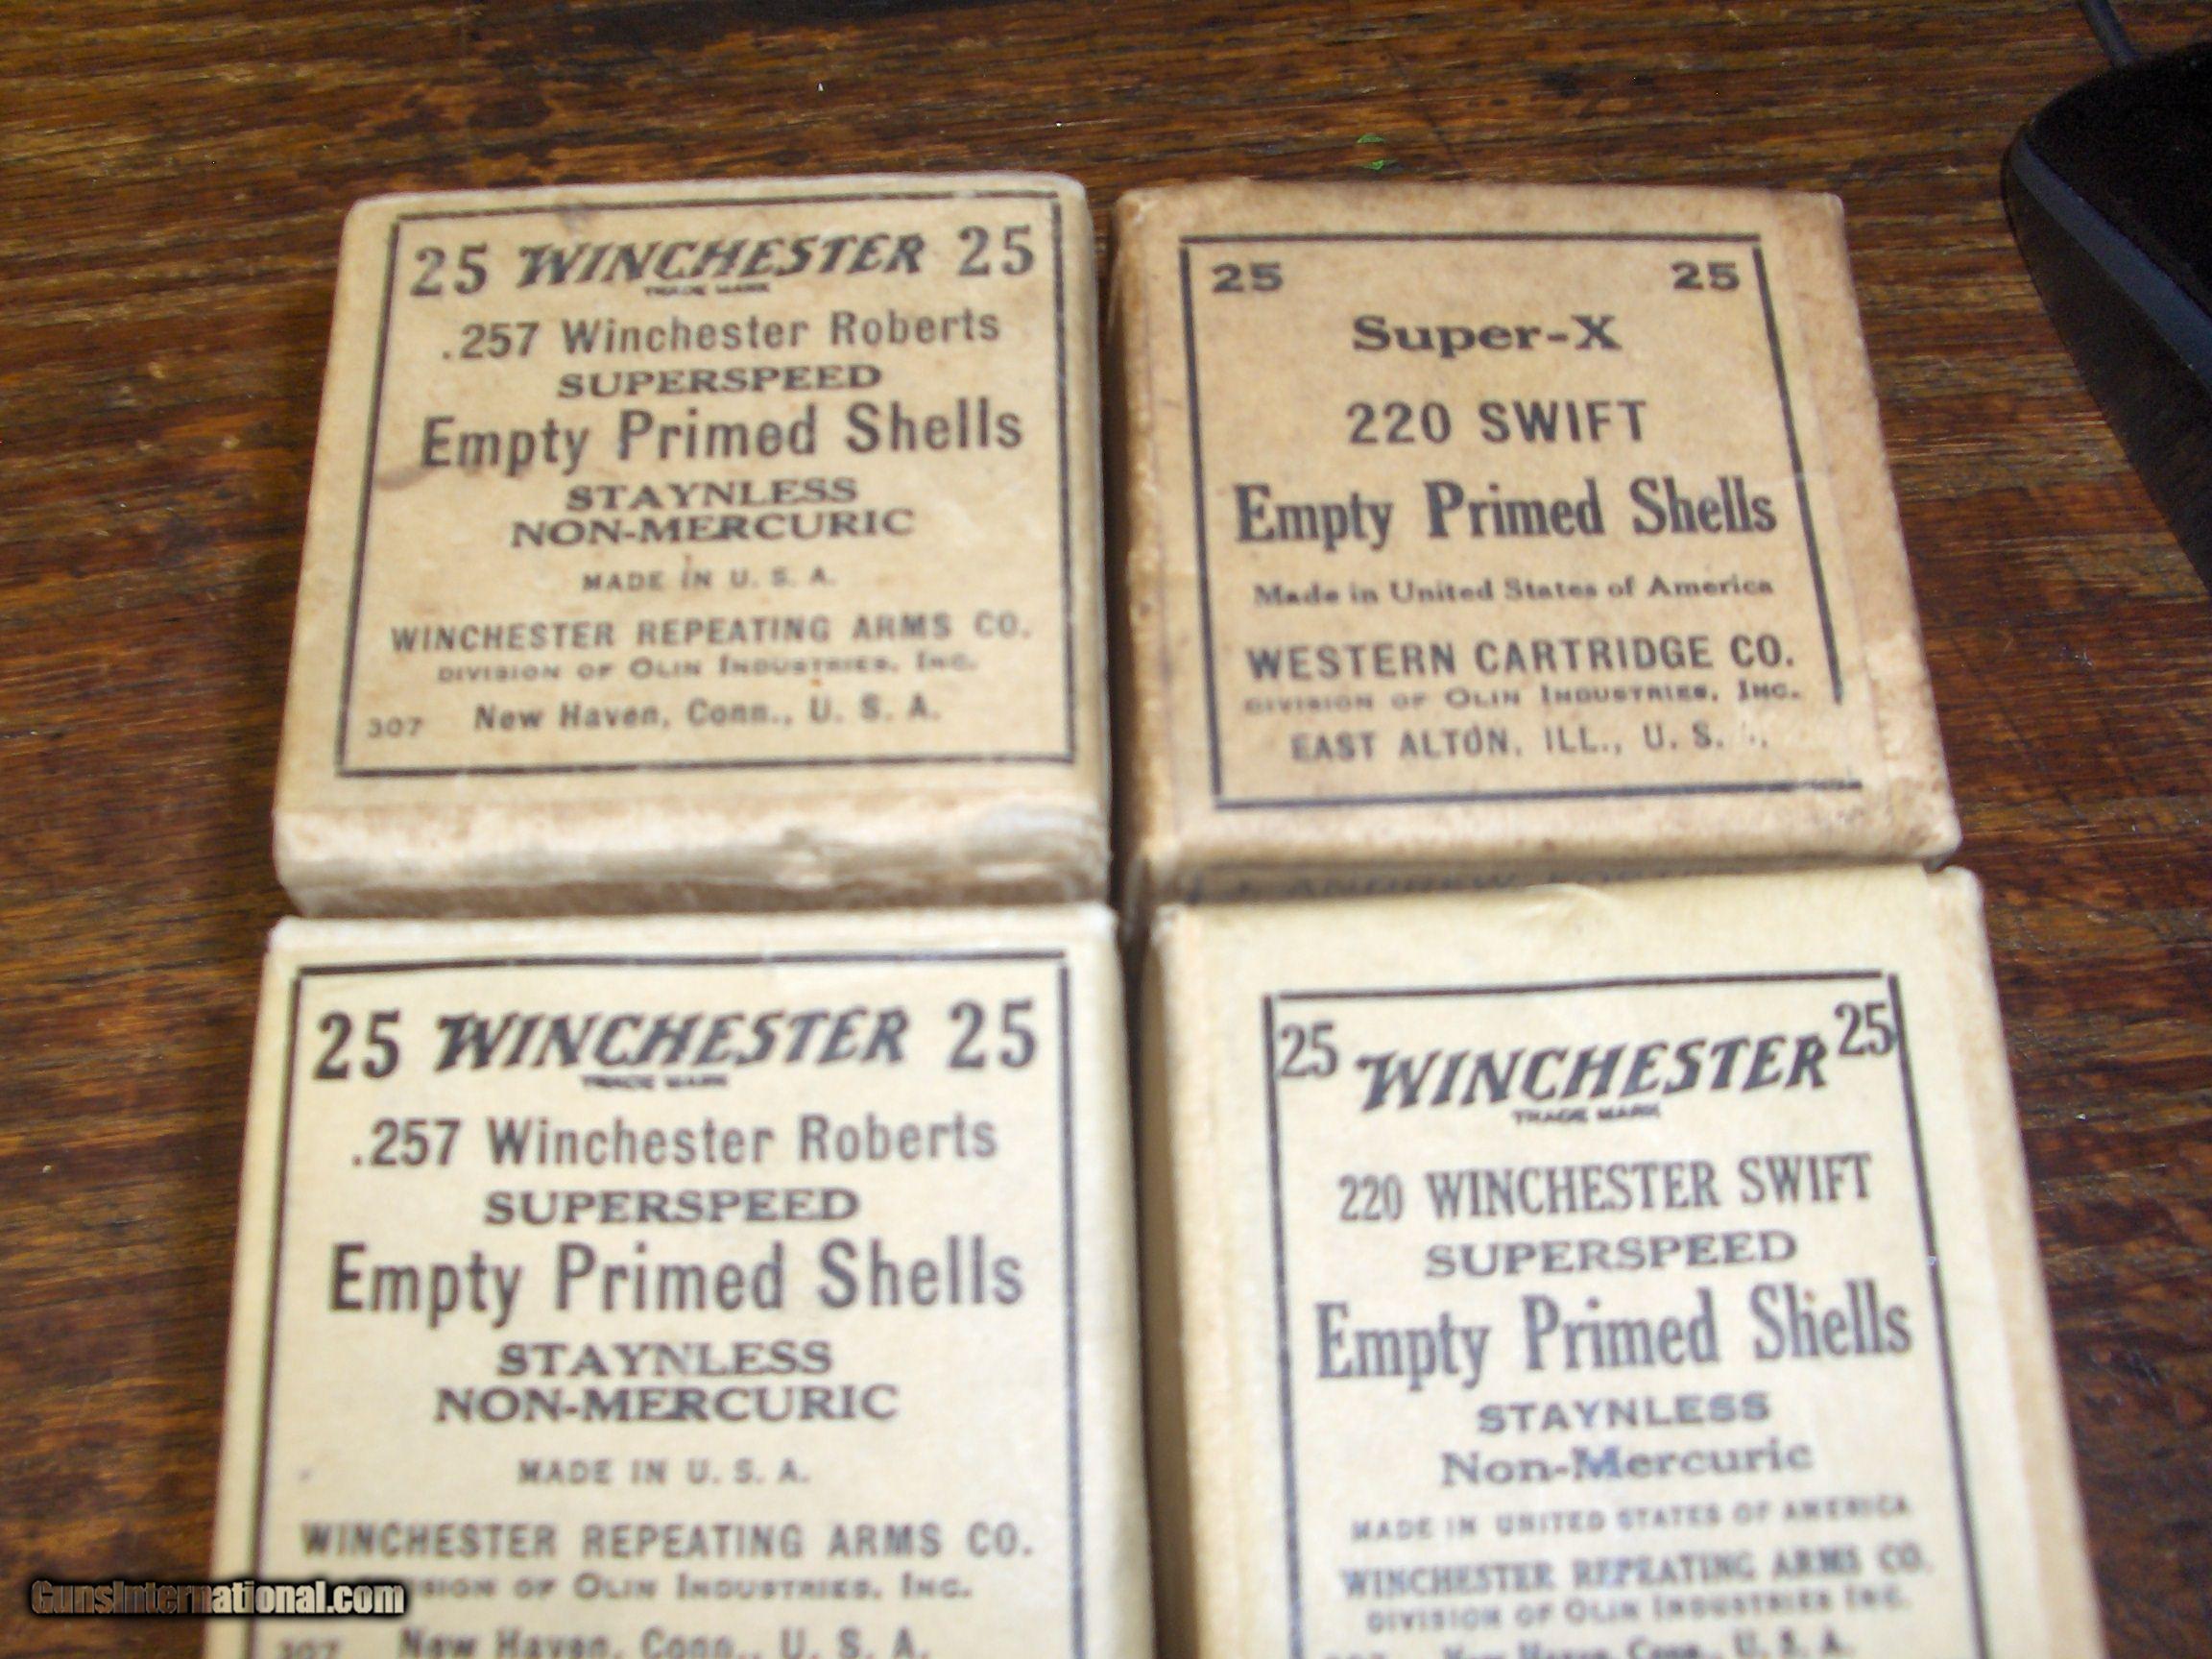 25 WINCHESTER 25
TRADE MARK
.257 Winchester Roberts
SUPERSPEED
Empty Primed Shells
STAYNLESS
NON-MERCURIC
MADE IN U. S. A.
WINCHESTER REPEATING ARMS CO.
DIVISION OF OLIN INDUSTRIES, INC.
307 New Haven, Conn., U. S. A.
25 25
Super-X
220 SWIFT
Empty Primed Shells
Made in United States of America
WESTERN CARTRIDGE CO.
DIVISION OF OLIN INDUSTRIES, INC.
EAST ALTON, ILL., U. S.
25 WINCHESTER 25
TRADE MARK
.257 Winchester Roberts
SUPERSPEED
Empty Primed Shells
STAYNLESS
NON-MERCURIC
MADE IN U. S. A.
WINCHESTER REPEATING ARMS CO.
OF OLIN INDUSTRIES, INC.
307 New Haven, Conn., U. S. A.
25 WINCHESTER 25
TRADE MARK
220 WINCHESTER SWIFT
SUPERSPEED
Empty Primed Shells
STAYNLESS
Non-Mercuric
MADE IN UNITED STATES OF AMERICA
WINCHESTER REPEATING ARMS CO.
DIVISION OF OLIN INDUSTRIES INC.
New Haven, Conn., U. S. A.
GunsInternational.com